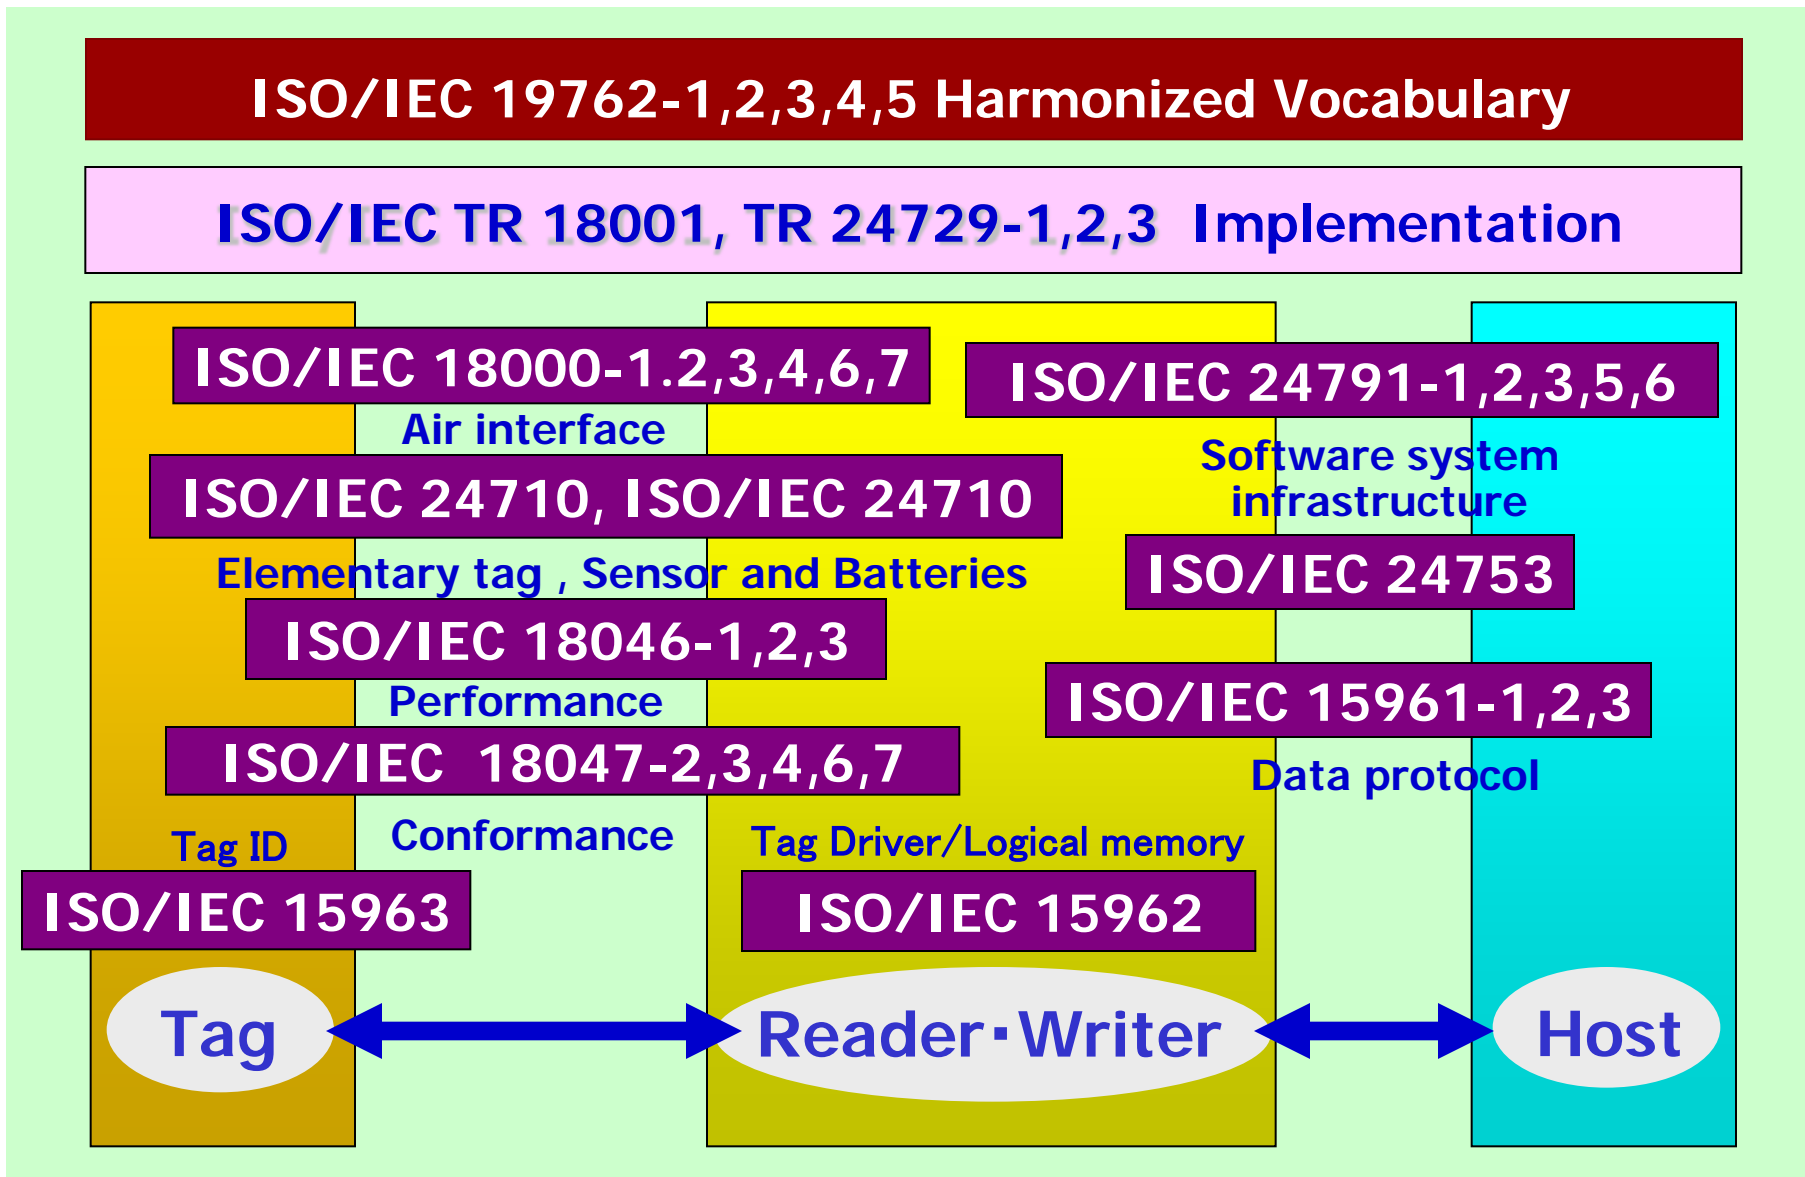 ISO/IEC 19762-1,2,3,4,5 Harmonized Vocabulary
ISO/IEC TR 18001, TR 24729-1,2,3 Implementation
ISO/IEC 18000-1.2,3,4,6,7
Air interface
ISO/IEC 24710, ISO/IEC 24710
Elementary tag , Sensor and Batteries
ISO/IEC 18046-1,2,3
Performance
ISO/IEC 18047-2,3,4,6,7
Conformance
Tag ID
ISO/IEC 15963
ISO/IEC 24791-1,2,3,5,6
Software system
infrastructure
ISO/IEC 24753
ISO/IEC 15961-1,2,3
Data protocol
Tag Driver/Logical memory
ISO/IEC 15962
Tag
Reader・Writer
Host